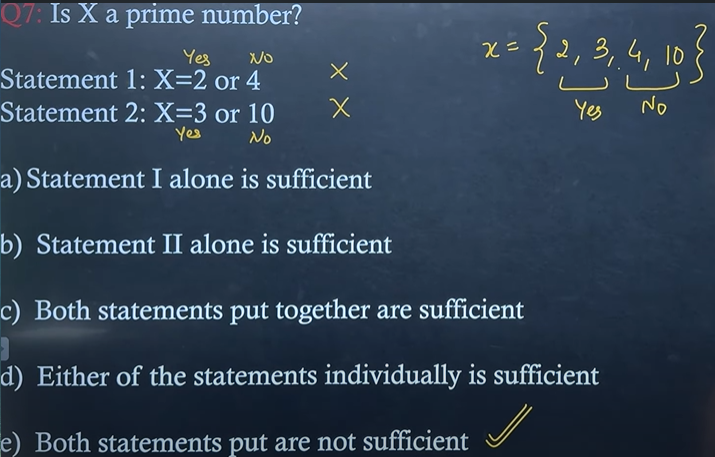 Q7: Is X a prime number?
x = {2, 3, 4, 10}
Yes No
Yes No
Statement 1: X=2 or 4 ×
Statement 2: X=3 or 10 ×
Yes No
a) Statement I alone is sufficient
b) Statement II alone is sufficient
c) Both statements put together are sufficient
d) Either of the statements individually is sufficient
e) Both statements put are not sufficient